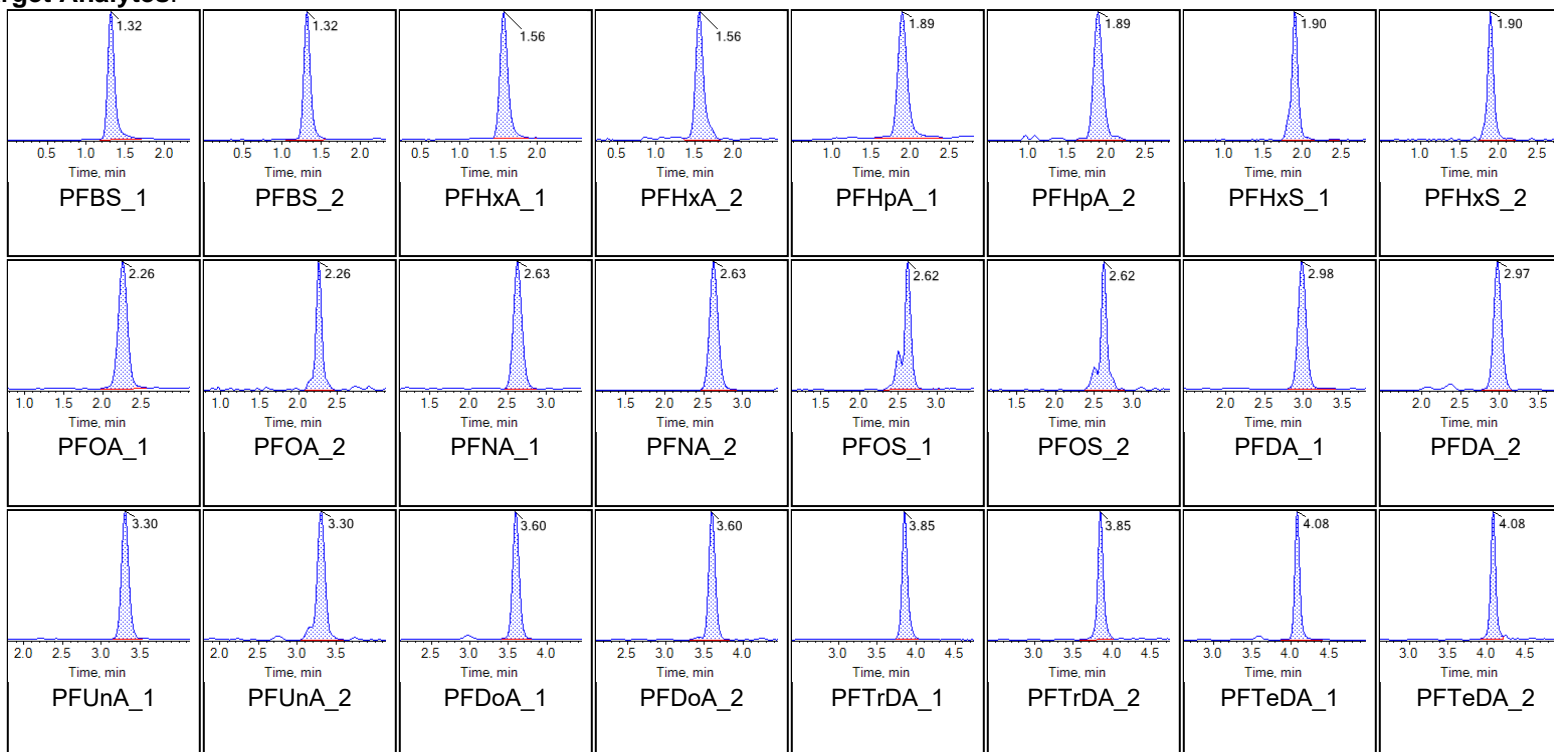 rget Analytes:
1.32 1.32 1.56 1.56 1.89 1.89 1.90 1.90
0.5 1.0 1.5 2.0 0.5 1.0 1.5 2.0 0.5 1.0 1.5 2.0 0.5 1.0 1.5 2.0 1.0 1.5 2.0 2.5 1.0 1.5 2.0 2.5 1.0 1.5 2.0 2.5 1.0 1.5 2.0 2.5
Time, min Time, min Time, min Time, min Time, min Time, min Time, min Time, min
PFBS_1 PFBS_2 PFHxA_1 PFHxA_2 PFHpA_1 PFHpA_2 PFHxS_1 PFHxS_2
2.26 2.26 2.63 2.63 2.62 2.62 2.98 2.97
1.0 1.5 2.0 2.5 1.0 1.5 2.0 2.5 1.5 2.0 2.5 3.0 1.5 2.0 2.5 3.0 1.5 2.0 2.5 3.0 1.5 2.0 2.5 3.0 2.0 2.5 3.0 3.5 2.0 2.5 3.0 3.5
Time, min Time, min Time, min Time, min Time, min Time, min Time, min Time, min
PFOA_1 PFOA_2 PFNA_1 PFNA_2 PFOS_1 PFOS_2 PFDA_1 PFDA_2
3.30 3.30 3.60 3.60 3.85 3.85 4.08 4.08
2.0 2.5 3.0 3.5 2.0 2.5 3.0 3.5 2.5 3.0 3.5 4.0 2.5 3.0 3.5 4.0 3.0 3.5 4.0 4.5 3.0 3.5 4.0 4.5 3.0 3.5 4.0 4.5 3.0 3.5 4.0 4.5
Time, min Time, min Time, min Time, min Time, min Time, min Time, min Time, min
PFUnA_1 PFUnA_2 PFDoA_1 PFDoA_2 PFTrDA_1 PFTrDA_2 PFTeDA_1 PFTeDA_2